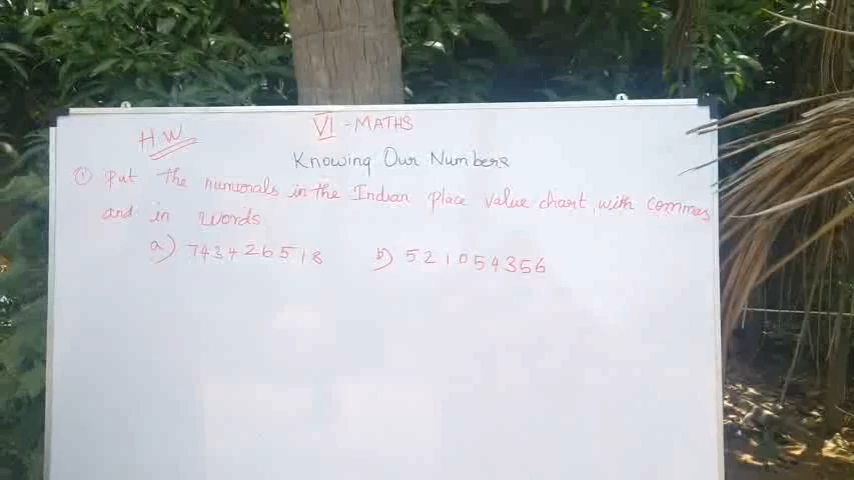 HW
VI - MATHS
Knowing Our Numbers
① Put the numerals in the Indian place value chart, with commas
and in words
a) 743426518 b) 521054356